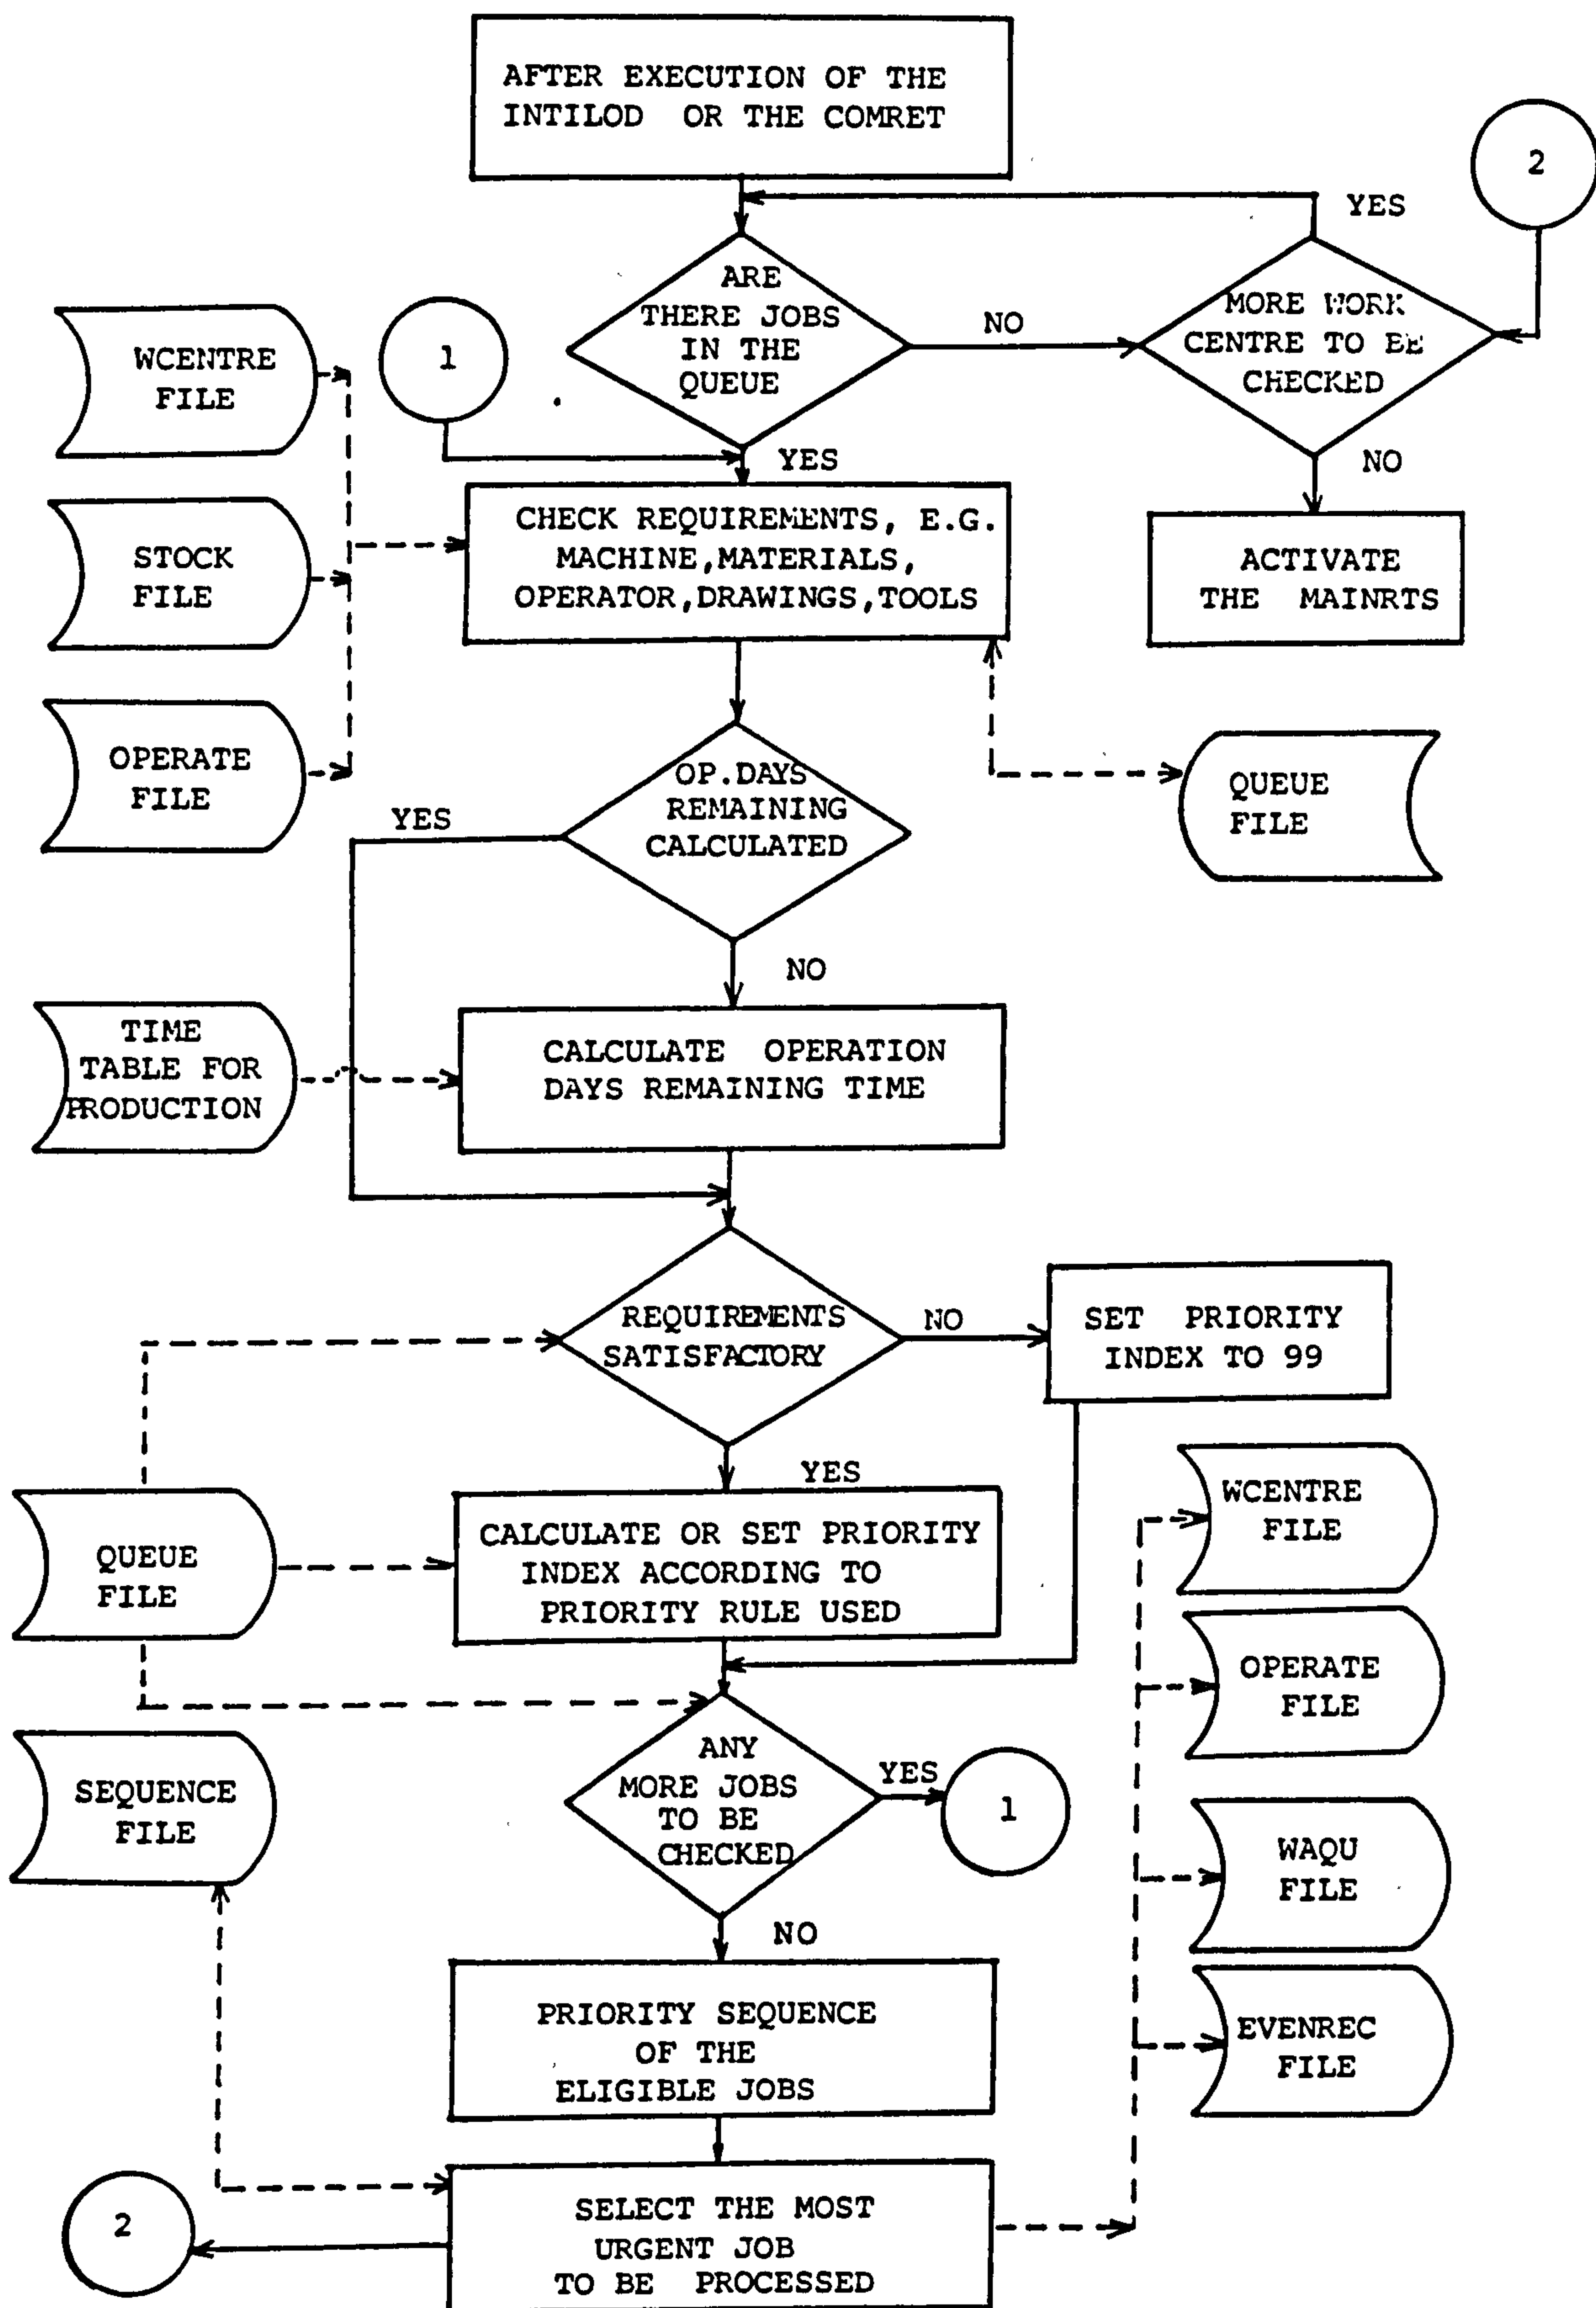 AFTER EXECUTION OF THE
INTILOD OR THE COMRET
2
YES
ARE
THERE JOBS
IN THE
QUEUE
NO
MORE WORK
CENTRE TO BE
CHECKED
WCENTRE
FILE
1
YES
NO
CHECK REQUIREMENTS, E.G.
MACHINE,MATERIALS,
OPERATOR,DRAWINGS,TOOLS
ACTIVATE
THE MAINRTS
STOCK
FILE
OPERATE
FILE
OP.DAYS
REMAINING
CALCULATED
YES
QUEUE
FILE
NO
TIME
TABLE FOR
PRODUCTION
CALCULATE OPERATION
DAYS REMAINING TIME
REQUIREMENTS
SATISFACTORY
NO
SET PRIORITY
INDEX TO 99
YES
WCENTRE
FILE
QUEUE
FILE
CALCULATE OR SET PRIORITY
INDEX ACCORDING TO
PRIORITY RULE USED
OPERATE
FILE
SEQUENCE
FILE
ANY
MORE JOBS
TO BE
CHECKED
YES
1
WAQU
FILE
NO
PRIORITY SEQUENCE
OF THE
ELIGIBLE JOBS
EVENREC
FILE
2
SELECT THE MOST
URGENT JOB
TO BE PROCESSED